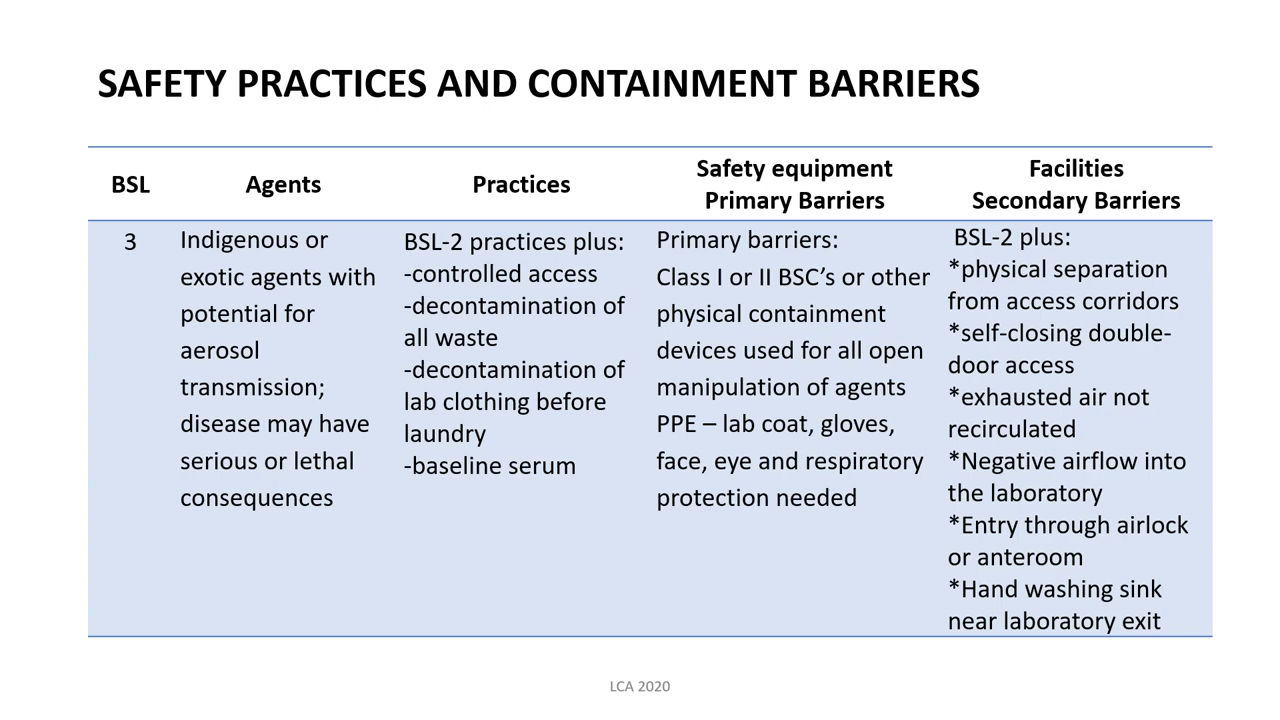 SAFETY PRACTICES AND CONTAINMENT BARRIERS
BSL
Agents
Practices
Safety equipment
Primary Barriers
Facilities
Secondary Barriers
3
Indigenous or
exotic agents with
potential for
aerosol
transmission;
disease may have
serious or lethal
consequences
BSL-2 practices plus:
-controlled access
-decontamination of
all waste
-decontamination of
lab clothing before
laundry
-baseline serum
Primary barriers:
Class I or II BSC’s or other
physical containment
devices used for all open
manipulation of agents
PPE – lab coat, gloves,
face, eye and respiratory
protection needed
BSL-2 plus:
*physical separation
from access corridors
*self-closing double-
door access
*exhausted air not
recirculated
*Negative airflow into
the laboratory
*Entry through airlock
or anteroom
*Hand washing sink
near laboratory exit
LCA 2020